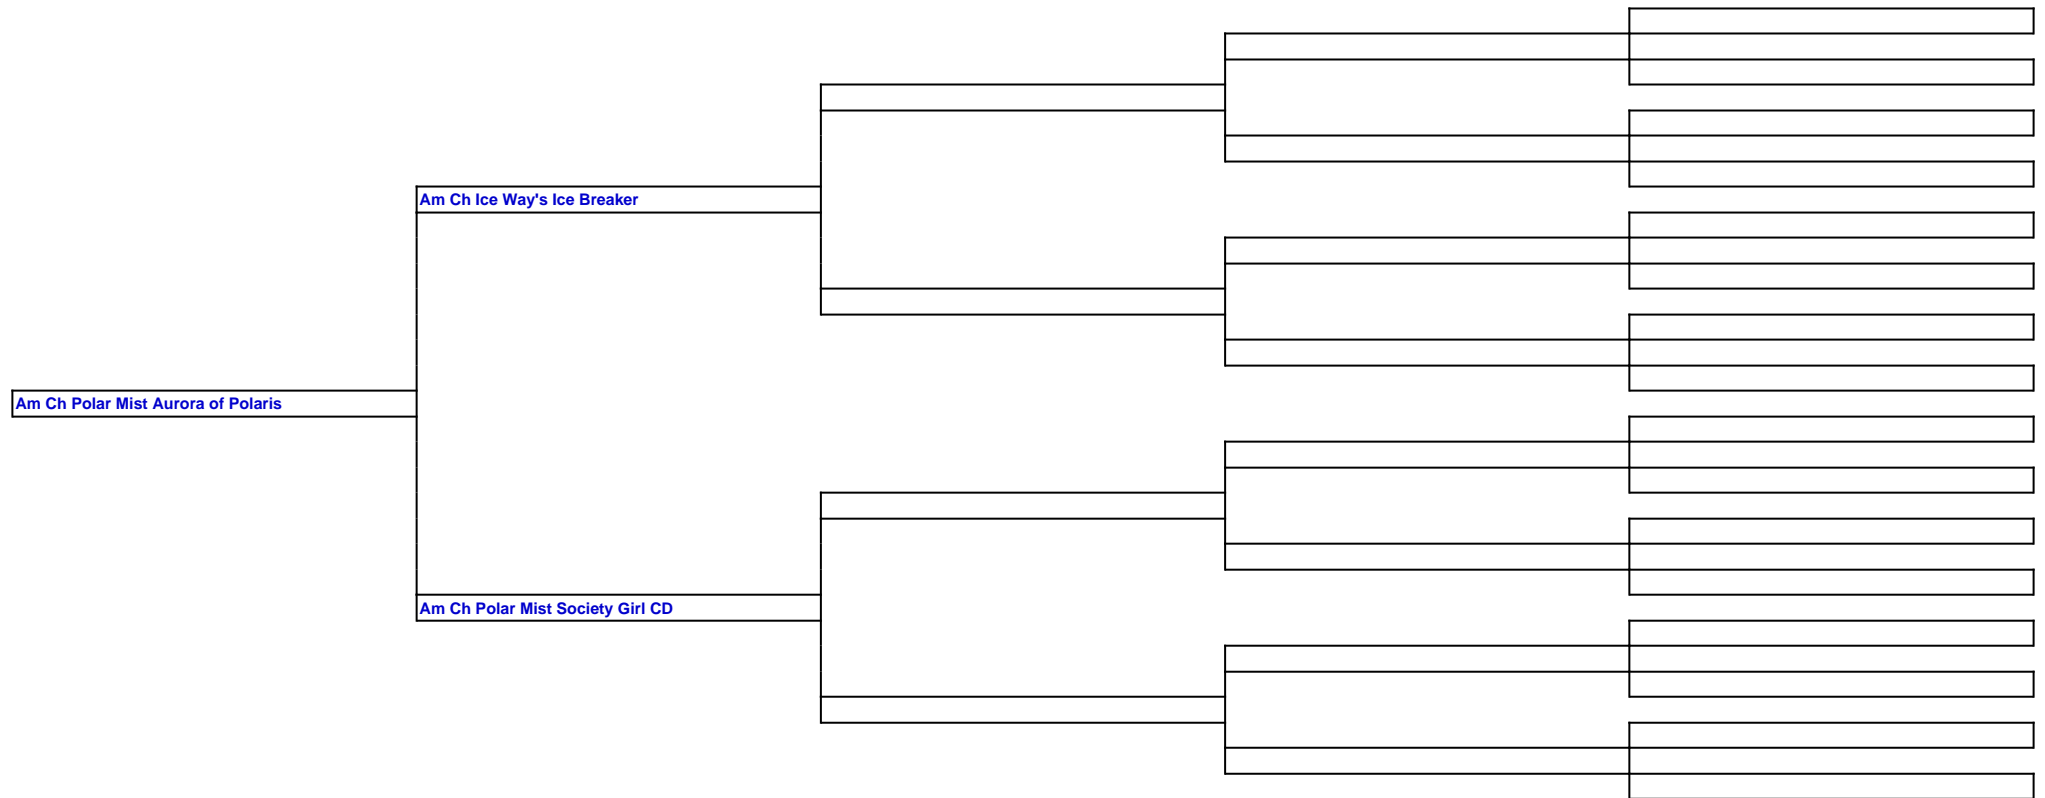 Am Ch Ice Way's Ice Breaker
Am Ch Polar Mist Aurora of Polaris
Am Ch Polar Mist Society Girl CD